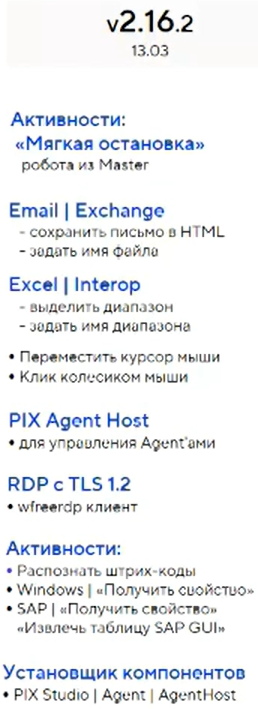 v2.16.2
13.03
Активности:
«Мягкая остановка»
робота из Master
Email | Exchange
- сохранить письмо в HTML
- задать имя файла
Excel | Interop
- выделить диапазон
- задать имя диапазона
• Переместить курсор мыши
• Клик колесиком мыши
PIX Agent Host
• для управления Agent'ами
RDP с TLS 1.2
• wfreerdp клиент
Активности:
• Распознать штрих-коды
• Windows | «Получить свойство»
• SAP | «Получить свойство»
«Извлечь таблицу SAP GUI»
Установщик компонентов
• PIX Studio | Agent | AgentHost